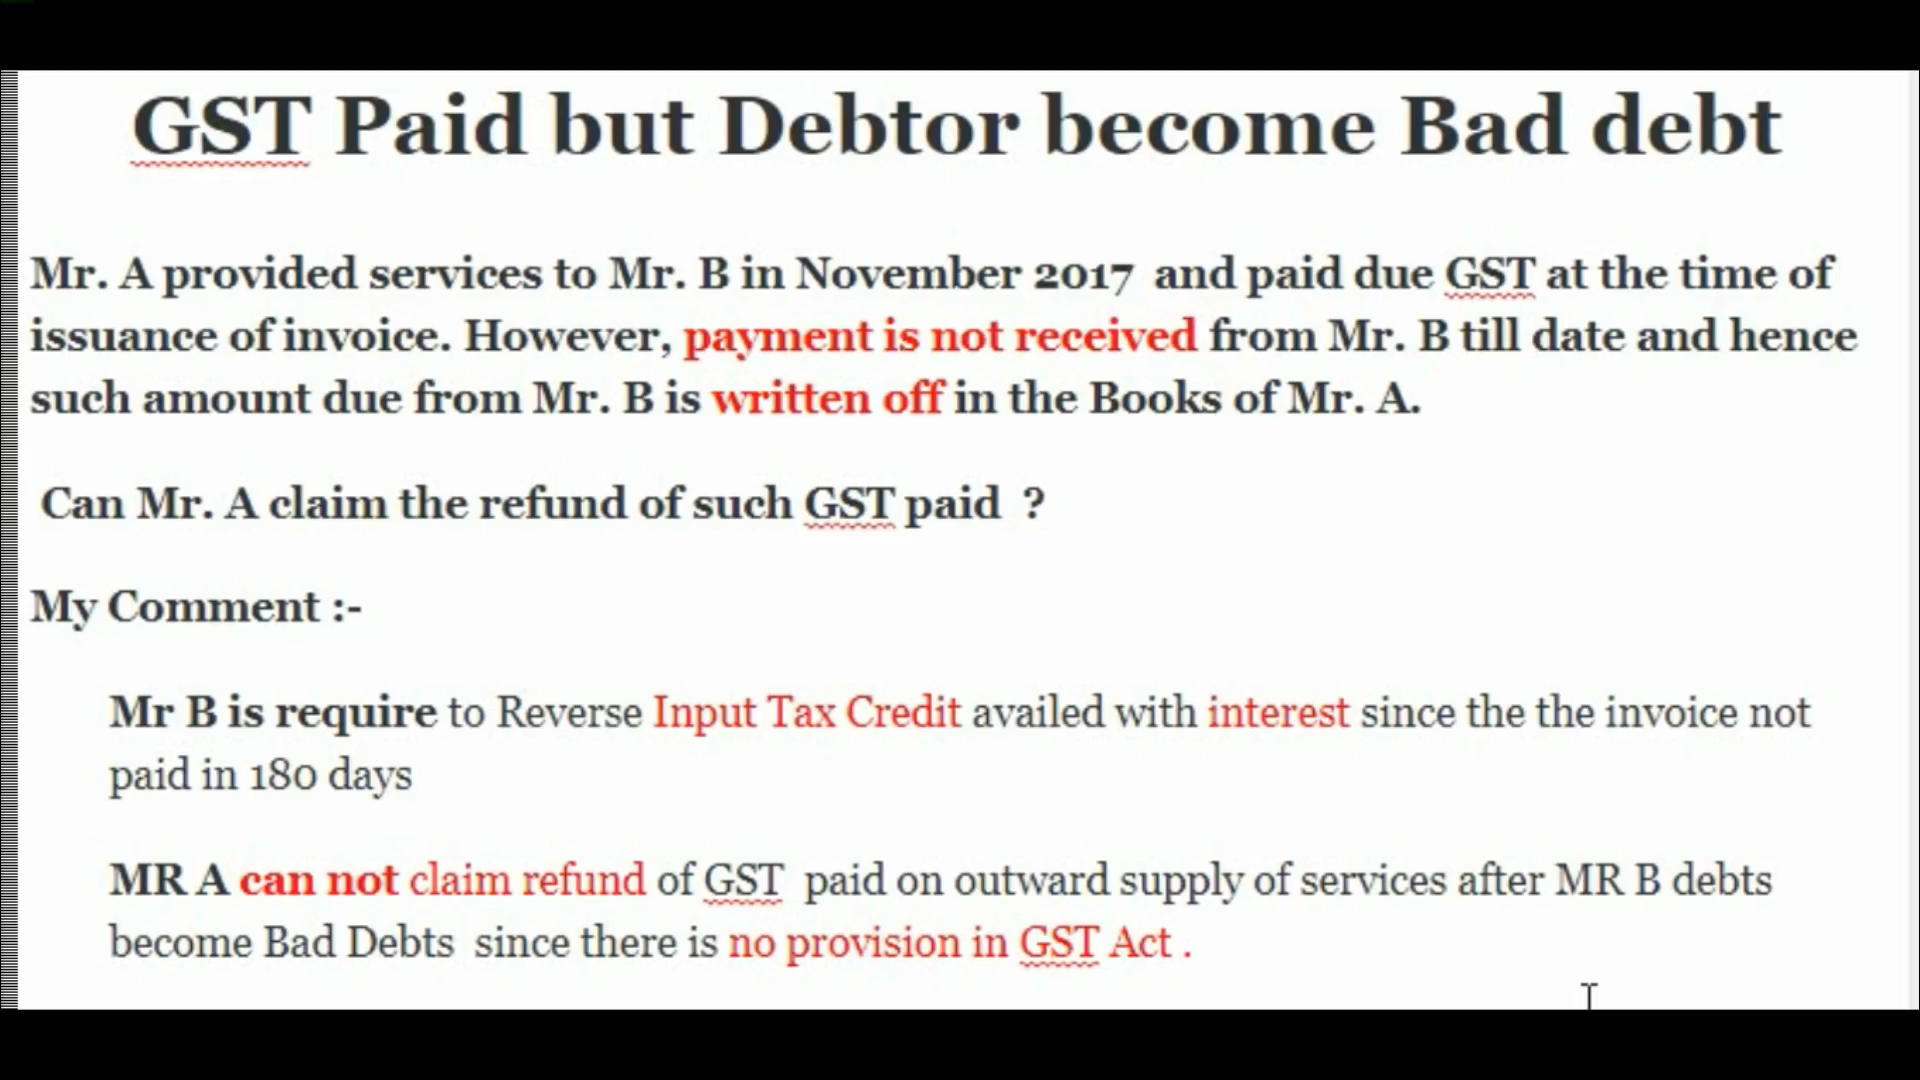 GST Paid but Debtor become Bad debt
Mr. A provided services to Mr. B in November 2017 and paid due GST at the time of
issuance of invoice. However, payment is not received from Mr. B till date and hence
such amount due from Mr. B is written off in the Books of Mr. A.
Can Mr. A claim the refund of such GST paid ?
My Comment :-
Mr B is require to Reverse Input Tax Credit availed with interest since the the invoice not
paid in 180 days
MR A can not claim refund of GST paid on outward supply of services after MR B debts
become Bad Debts since there is no provision in GST Act .